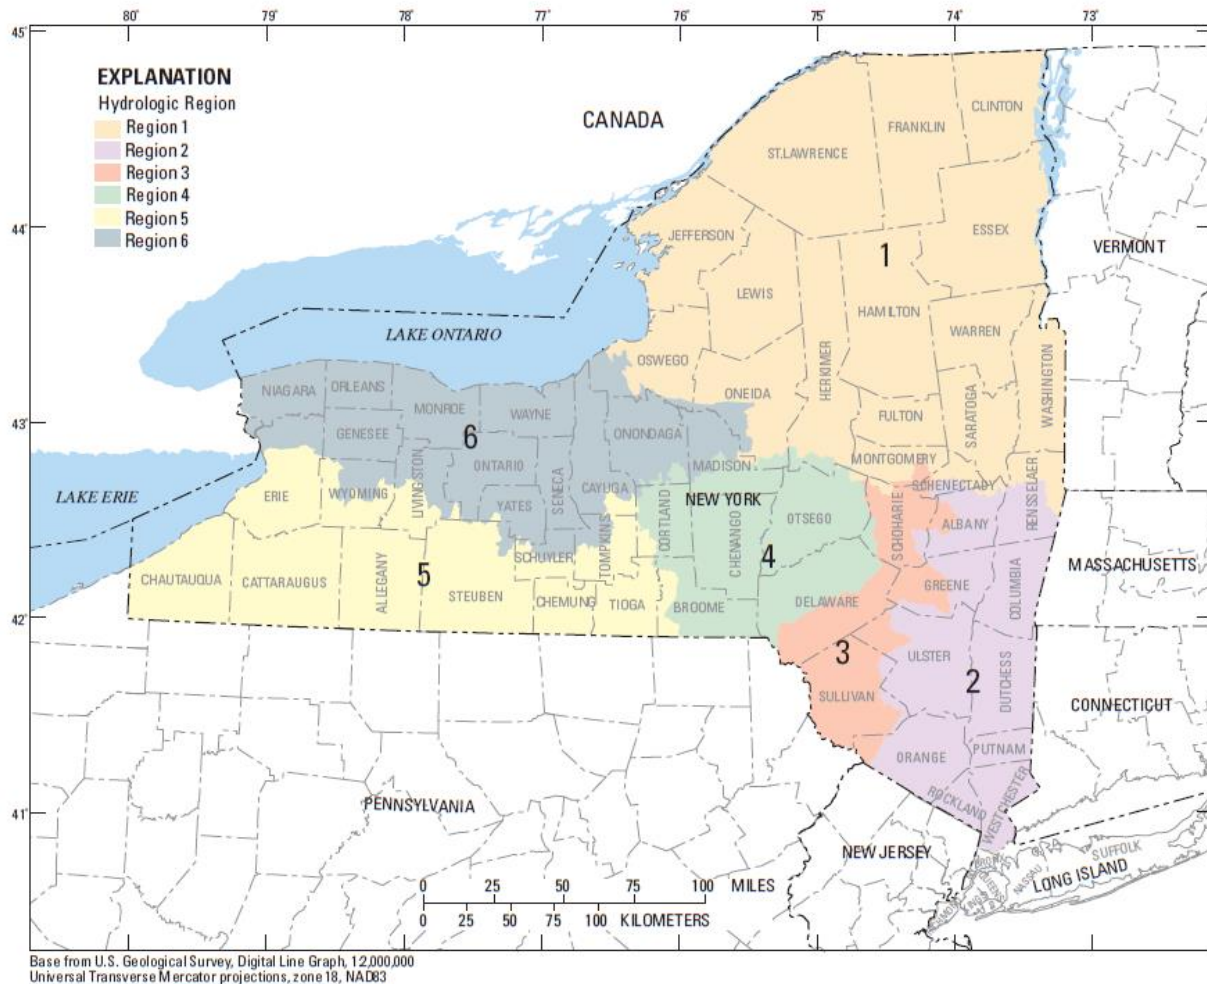 80°
79°
78°
77°
76°
75°
74°
73°
45°
44°
43°
42°
41°
EXPLANATION
Hydrologic Region
Region 1
Region 2
Region 3
Region 4
Region 5
Region 6
CANADA
CLINTON
FRANKLIN
ST.LAWRENCE
JEFFERSON
ESSEX
1
VERMONT
LEWIS
HAMILTON
LAKE ONTARIO
WARREN
OSWEGO
HERKIMER
WASHINGTON
NIAGARA
ORLEANS
ONEIDA
SARATOGA
MONROE
WAYNE
FULTON
GENESEE
6
ONONDAGA
MONTGOMERY
ONTARIO
MADISON
LIVINGSTON
SENECA
CAYUGA
SCHENECTADY
RENSSELAER
LAKE ERIE
ERIE
WYOMING
YATES
CORTLAND
NEW YORK
OTSEGO
SCHOHARIE
ALBANY
CHENANGO
4
SCHUYLER
TOMPKINS
MASSACHUSETTS
CHAUTAUQUA
CATTARAUGUS
ALLEGANY
5
STEUBEN
CHEMUNG
TIOGA
BROOME
DELAWARE
GREENE
COLUMBIA
3
ULSTER
2
DUTCHESS
SULLIVAN
CONNECTICUT
ORANGE
PUTNAM
PENNSYLVANIA
ROCKLAND
WESTCHESTER
NEW JERSEY
SUFFOLK
NASSAU
LONG ISLAND
0 25 50 75 100 MILES
0 25 50 75 100 KILOMETERS
Base from U.S. Geological Survey, Digital Line Graph, 12,000,000
Universal Transverse Mercator projections, zone 18, NAD83